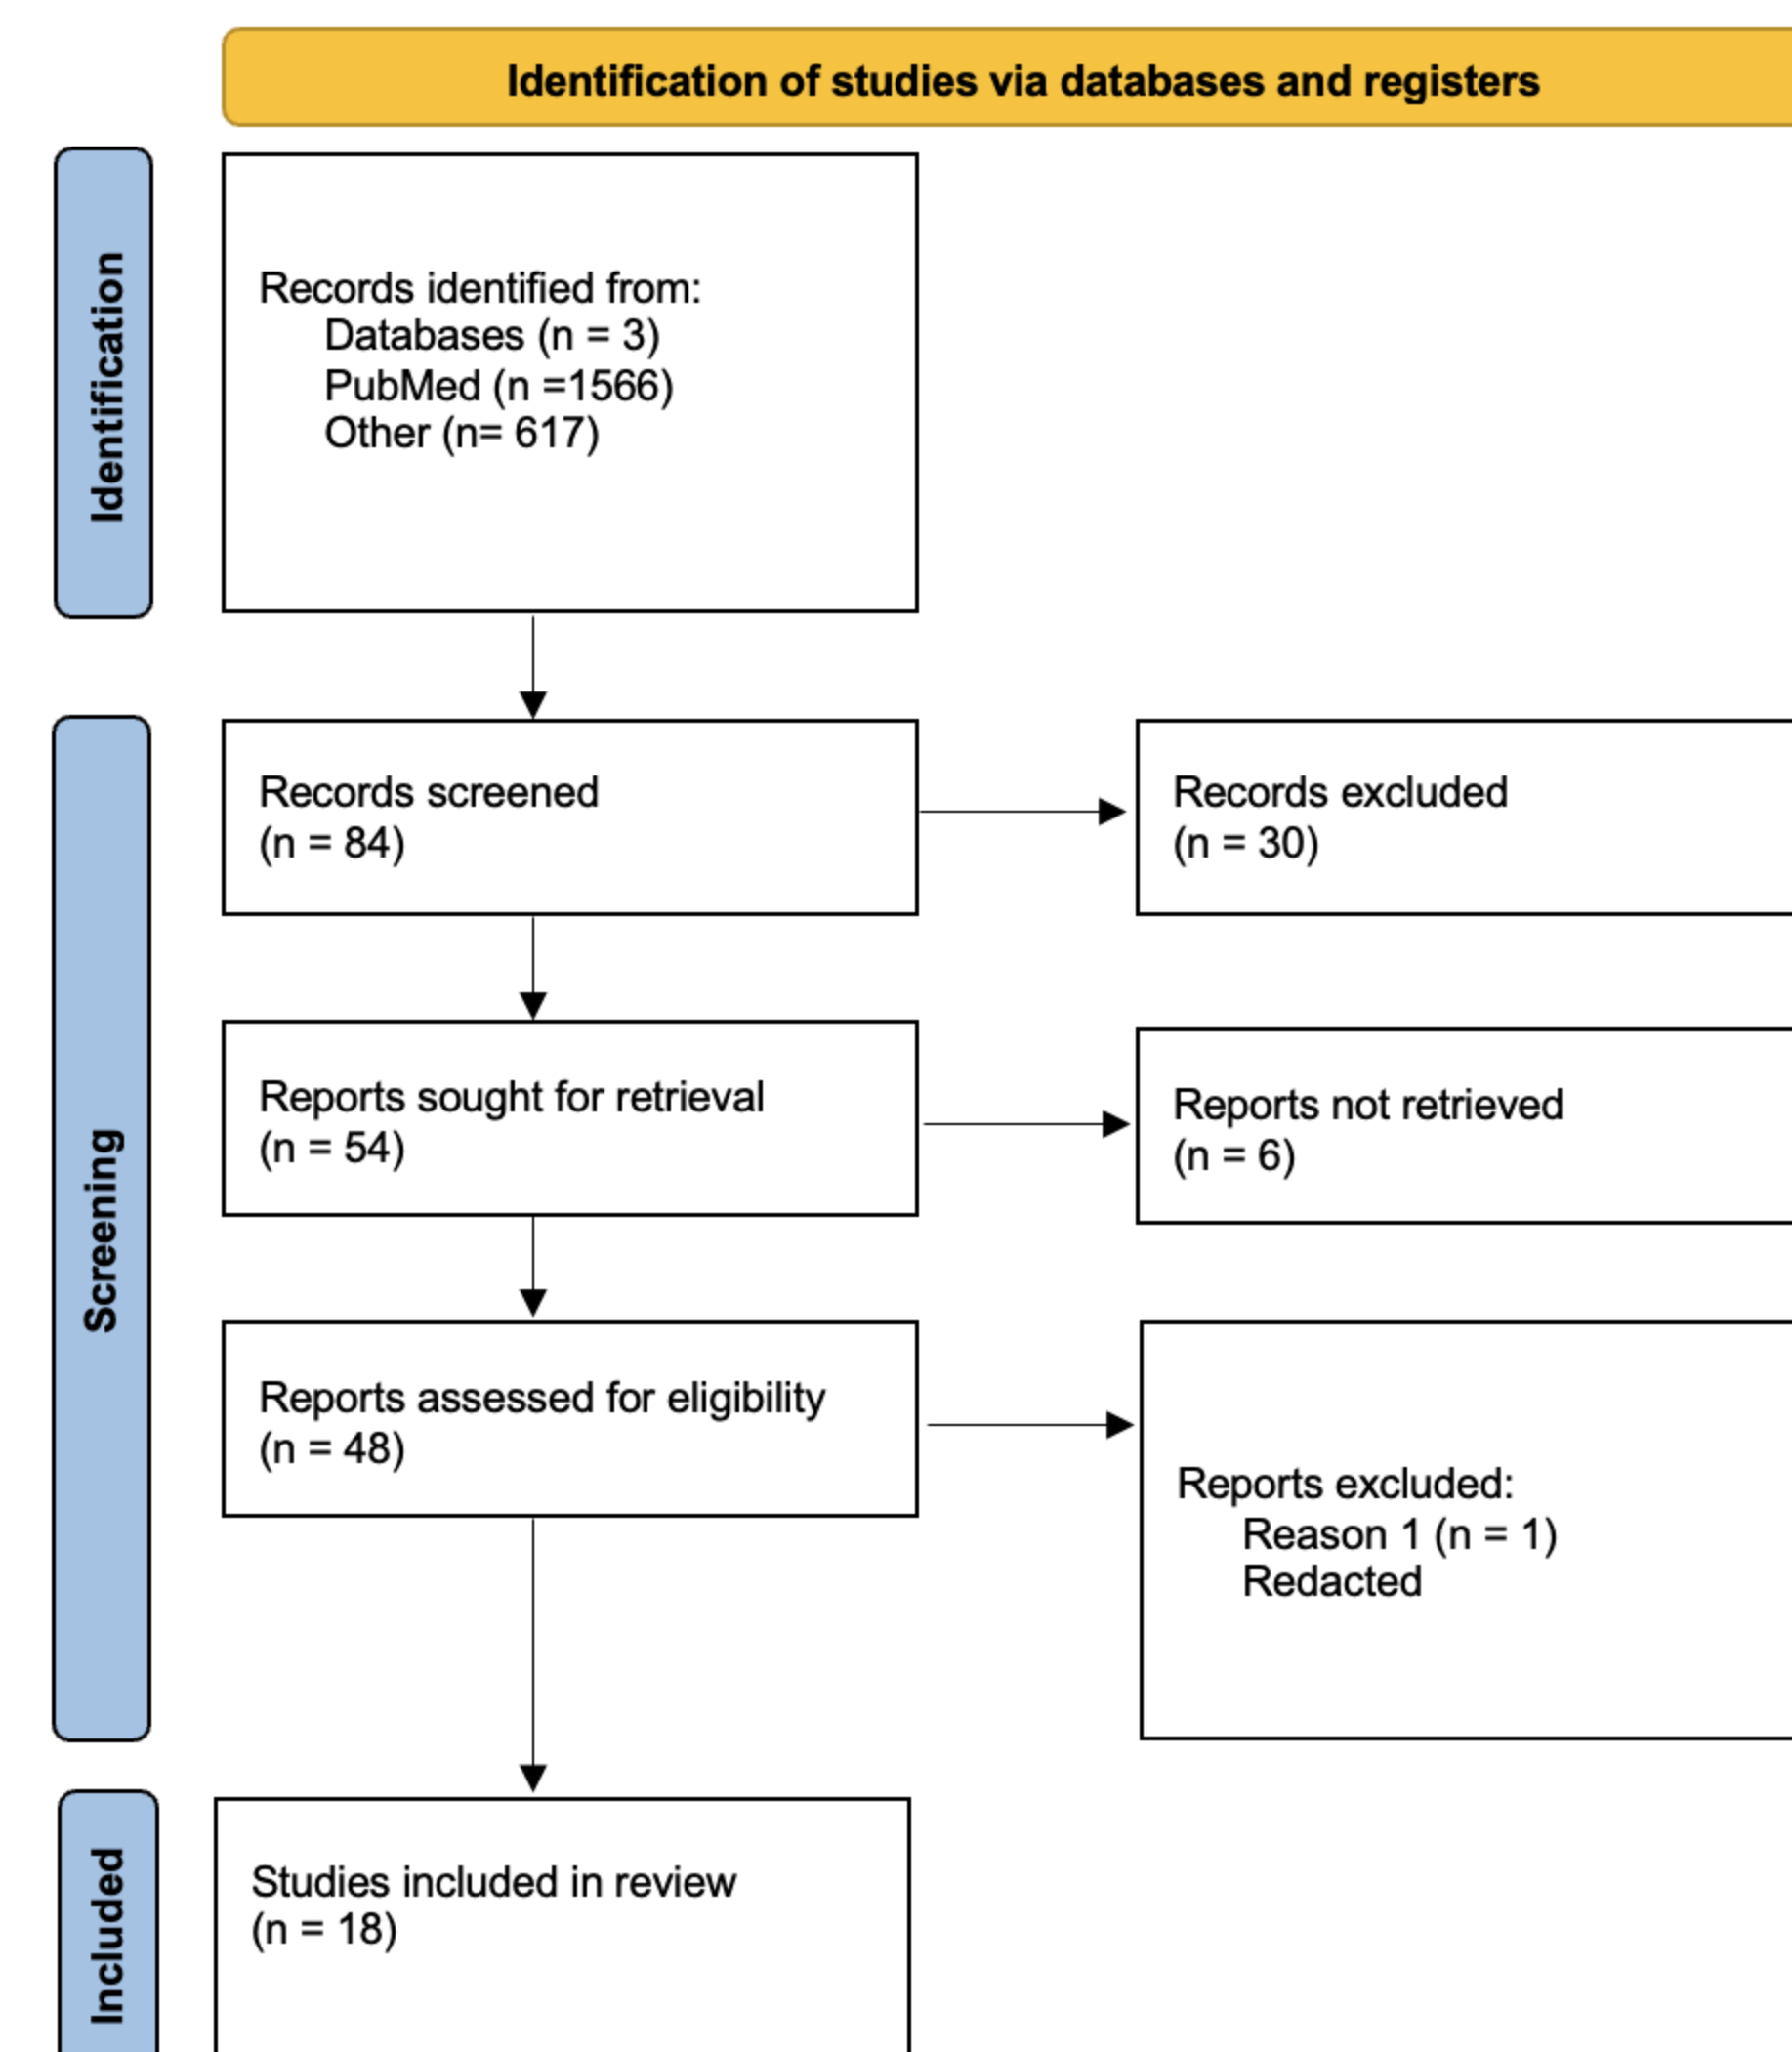 Identification of studies via databases and registers
Identification
Records identified from:
Databases (n = 3)
PubMed (n =1566)
Other (n= 617)
Screening
Records screened
(n = 84)
Records excluded
(n = 30)
Reports sought for retrieval
(n = 54)
Reports not retrieved
(n = 6)
Reports assessed for eligibility
(n = 48)
Reports excluded:
Reason 1 (n = 1)
Redacted
Included
Studies included in review
(n = 18)